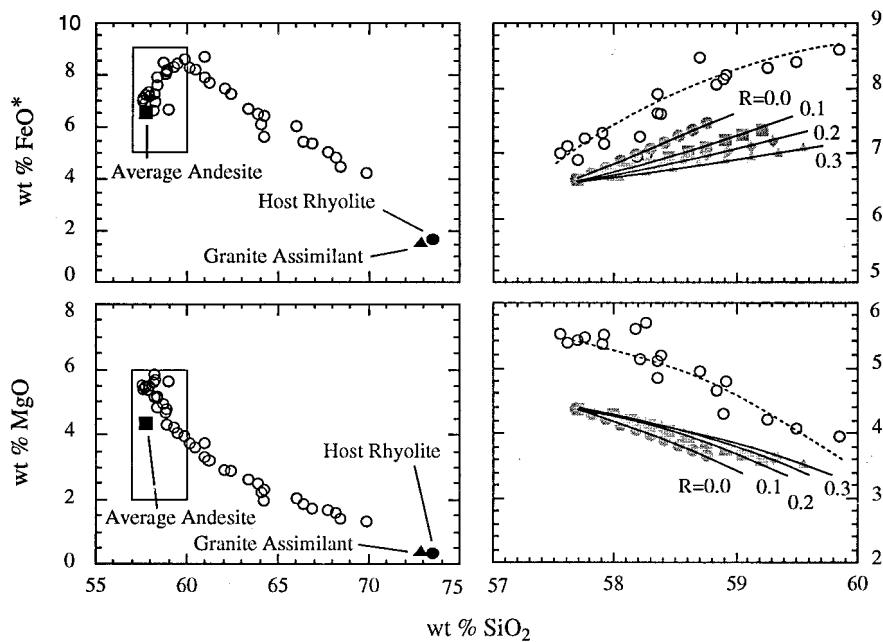 10
8
6
4
2
0
wt % FeO*
Average Andesite
Host Rhyolite
Granite Assimilant
9
8
7
6
5
R=0.0
0.1
0.2
0.3
8
6
4
2
0
wt % MgO
Average Andesite
Host Rhyolite
Granite Assimilant
55 60 65 70 75
6
5
4
3
2
R=0.0
0.1
0.2
0.3
57 58 59 60
wt % SiO2